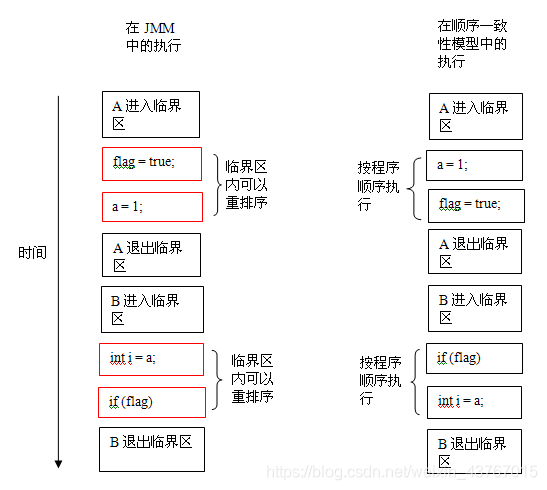 在 JMM
中的执行
在顺序一致
性模型中的
执行
时间
A 进入临界
区
flag = true;
a = 1;
临界区
内可以
重排序
A 退出临界
区
B 进入临界
区
int i = a;
if (flag)
临界区
内可以
重排序
B 退出临界区
A 进入临界
区
按程序
顺序执
行
a = 1;
flag = true;
A 退出临界
区
B 进入临界
区
按程序
顺序执
行
if (flag)
int i = a;
B 退出临界
区
https://blog.csdn.net/weixin_43767015